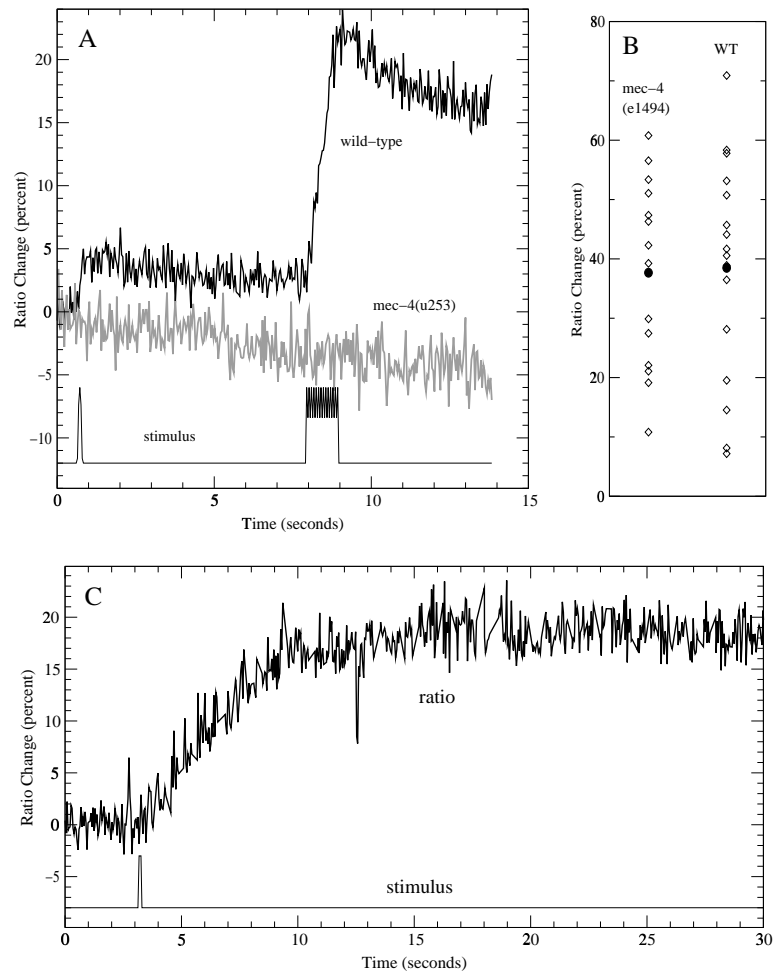 A
20
15
10
5
0
−5
−10
Ratio Change (percent)
wild−type
mec−4(u253)
stimulus
0
5
10
15
Time (seconds)
B
80
60
40
20
0
Ratio Change (percent)
mec−4
(e1494)
WT
C
20
15
10
5
0
−5
Ratio Change (percent)
ratio
stimulus
0
5
10
15
20
25
30
Time (seconds)